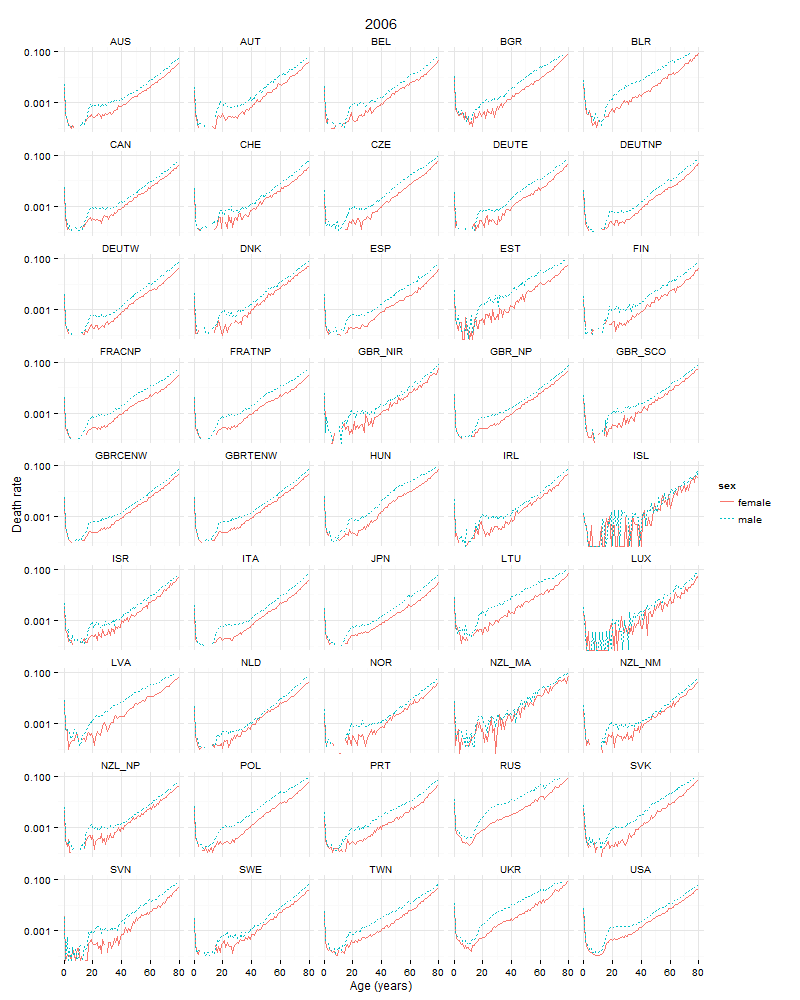 2006
AUS AUT BEL BGR BLR
0.100
0.001
CAN CHE CZE DEUTE DEUTNP
0.100
0.001
DEUTW DNK ESP EST FIN
0.100
0.001
FRACNP FRATNP GBR_NIR GBR_NP GBR_SCO
0.100
0.001
GBRCENW GBRTENW HUN IRL ISL
0.100
0.001
Death rate
sex
female
male
ISR ITA JPN LTU LUX
0.100
0.001
LVA NLD NOR NZL_MA NZL_NM
0.100
0.001
NZL_NP POL PRT RUS SVK
0.100
0.001
SVN SWE TWN UKR USA
0.100
0.001
0 20 40 60 80 0 20 40 60 80 0 20 40 60 80 0 20 40 60 80 0 20 40 60 80
Age (years)